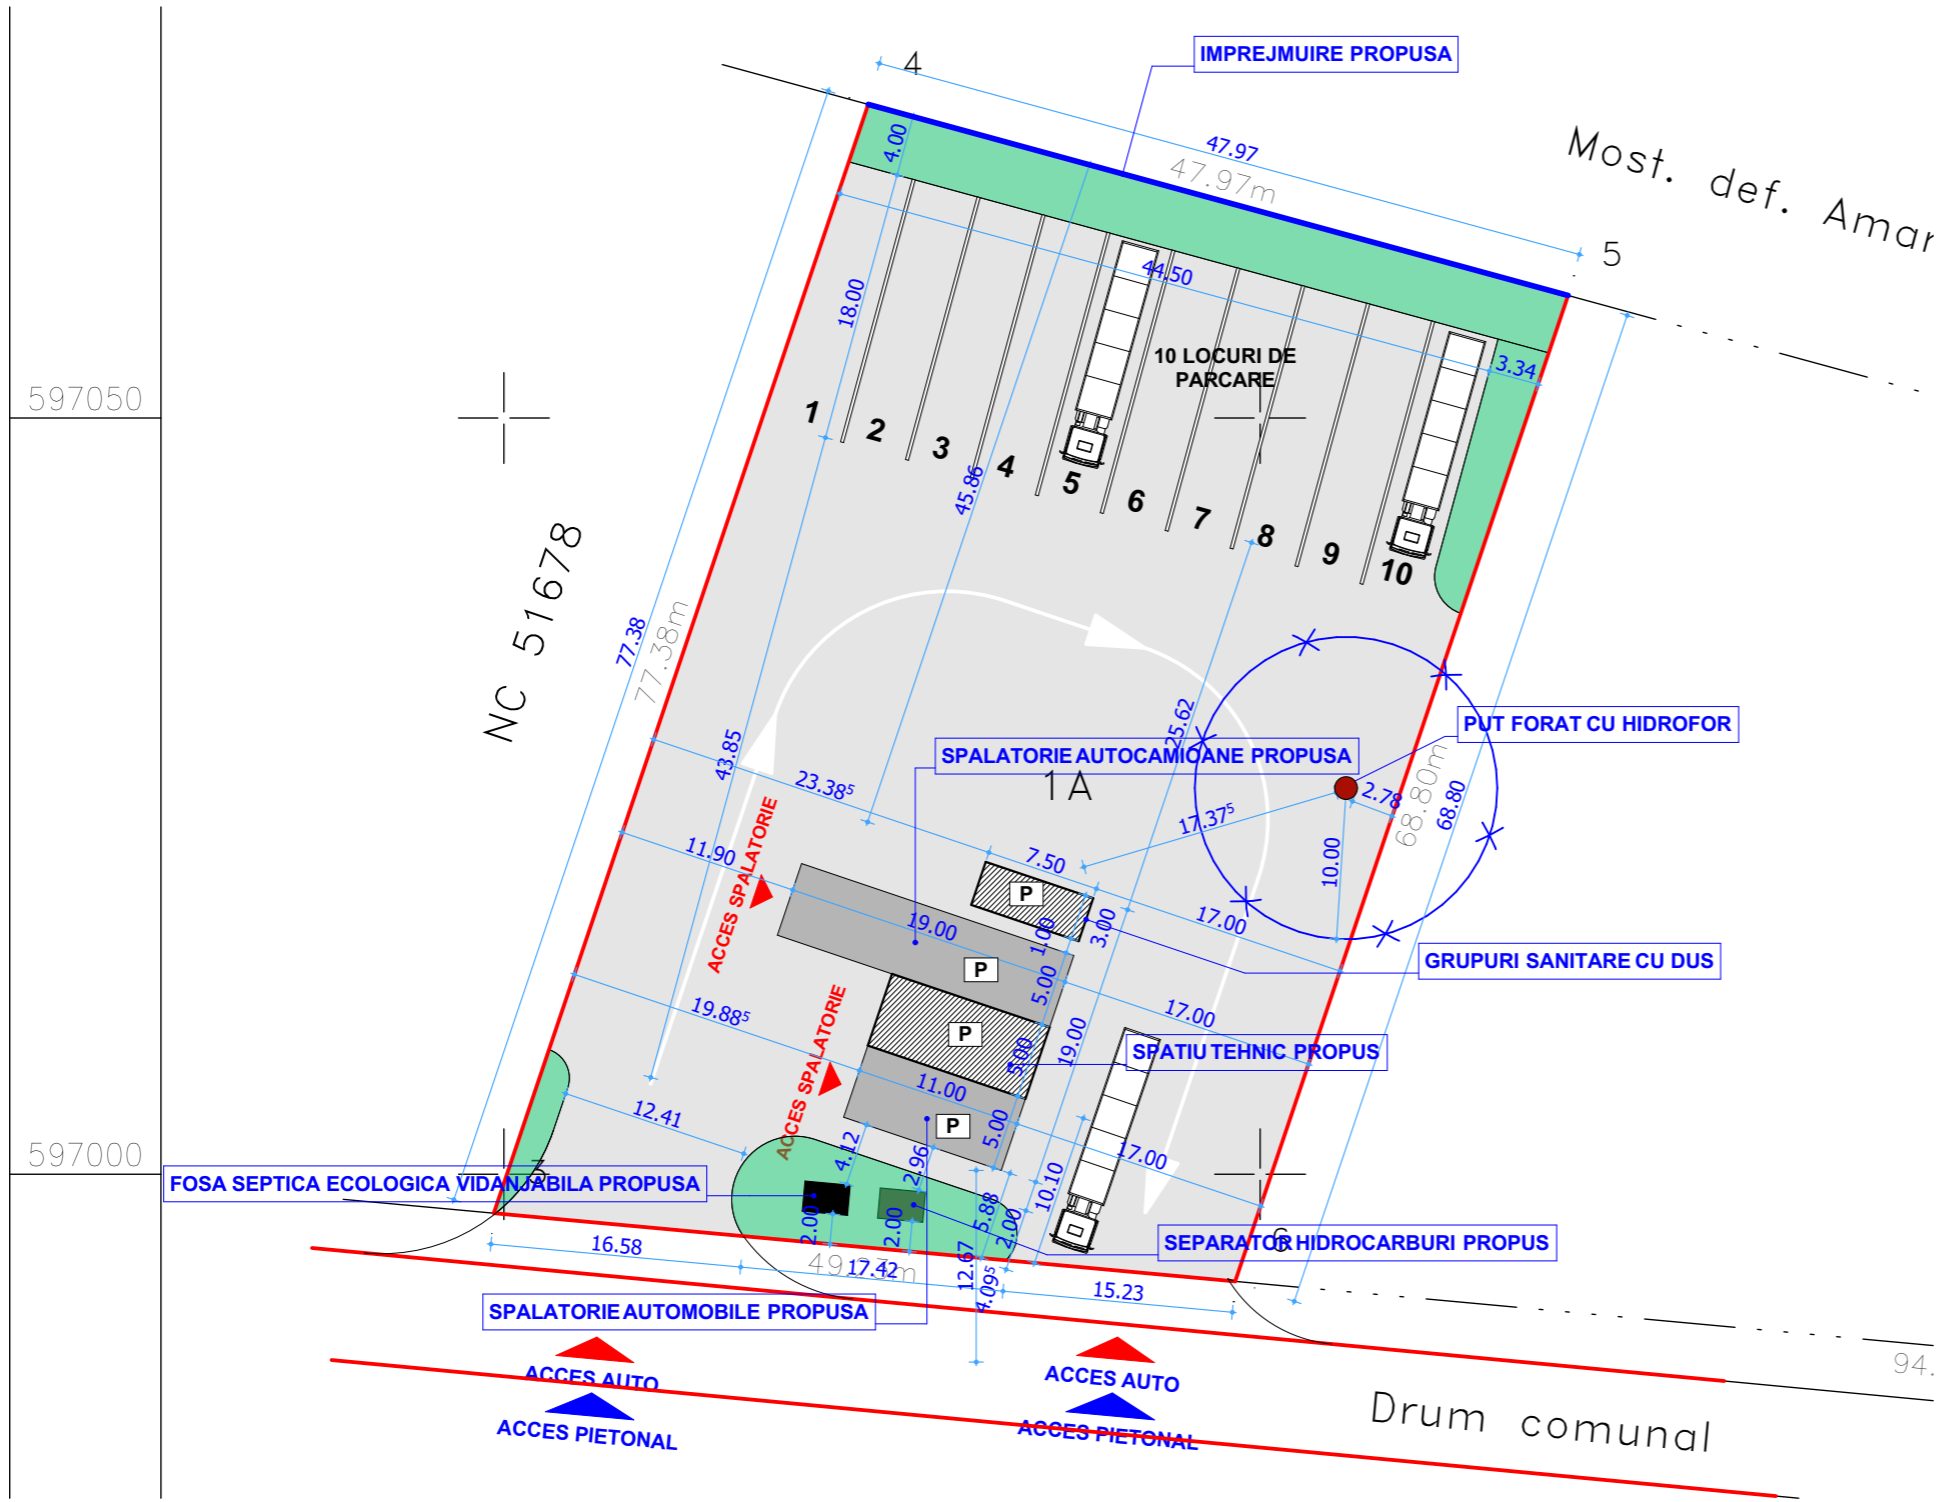 4
IMPREJMUIRE PROPUSA
47.97
47.97m
Most. def. Amar
5
4.00
18.00
44.50
3.34
10 LOCURI DE
PARCARE
597050
1
2
3
4
5
6
7
8
9
10
45.86
NC 51678
77.38
77.38m
43.85
25.62
PUT FORAT CU HIDROFOR
SPALATORIE AUTOCAMIOANE PROPUSA
1A
23.38⁵
17.37⁵
2.78
68.80m
68.80
10.00
11.90
ACCES SPALATORIE
7.50
P
19.00
1.00
3.00
17.00
GRUPURI SANITARE CU DUS
P
5.00
17.00
19.88⁵
ACCES SPALATORIE
P
5.00
19.00
SPATIU TEHNIC PROPUS
11.00
12.41
P
5.00
17.00
4.12
2.96
10.10
597000
FOSA SEPTICA ECOLOGICA VIDANJABILA PROPUSA
2.00
2.00
5.88
2.00
SEPARATOR HIDROCARBURI PROPUS
6
16.58
17.42
12.67
4.09⁵
15.23
SPALATORIE AUTOMOBILE PROPUSA
ACCES AUTO
ACCES PIETONAL
ACCES AUTO
ACCES PIETONAL
Drum comunal
94.